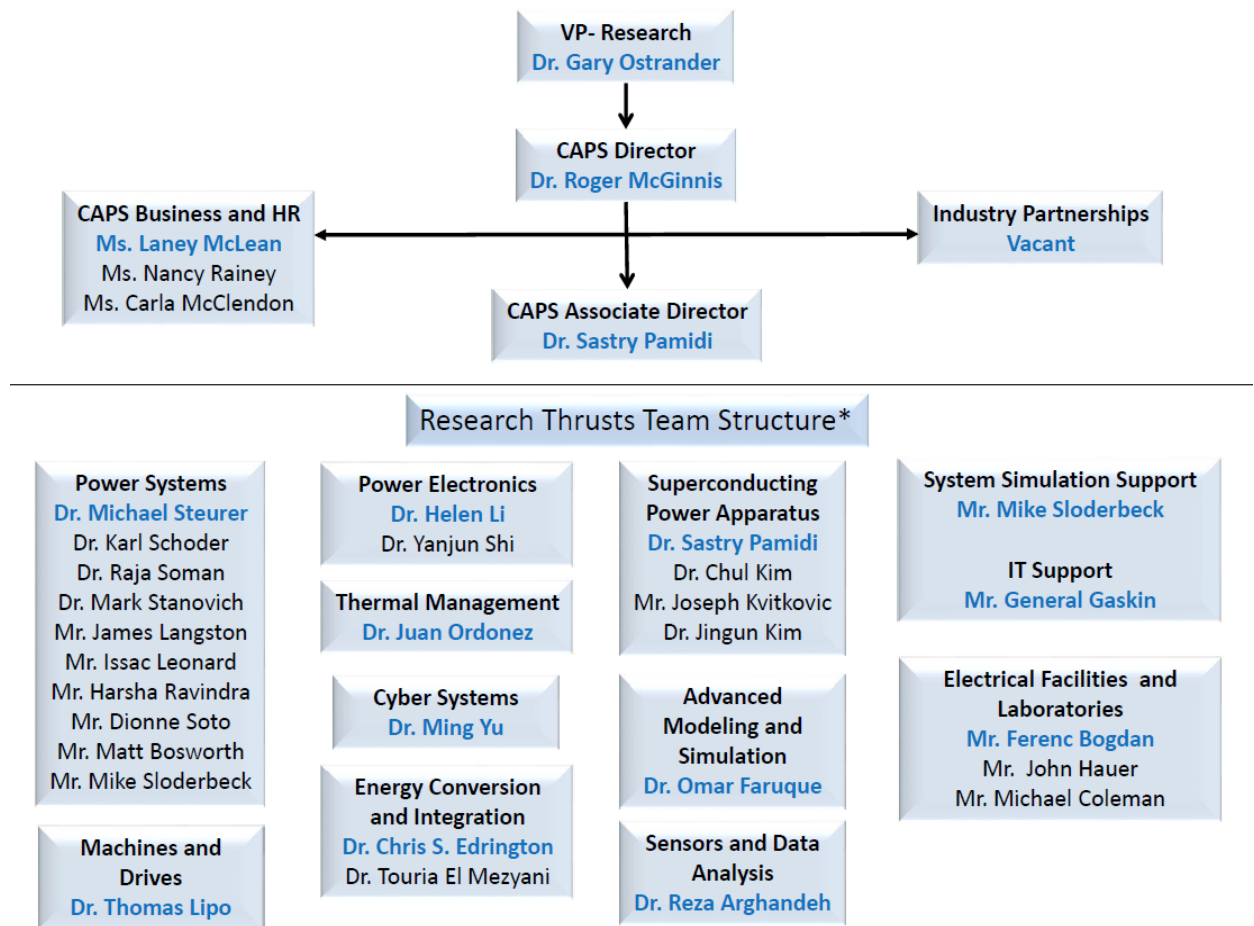 VP- Research
Dr. Gary Ostrander
CAPS Director
Dr. Roger McGinnis
CAPS Business and HR
Ms. Laney McLean
Ms. Nancy Rainey
Ms. Carla McClendon
Industry Partnerships
Vacant
CAPS Associate Director
Dr. Sastry Pamidi
Research Thrusts Team Structure*
Power Systems
Dr. Michael Steurer
Dr. Karl Schoder
Dr. Raja Soman
Dr. Mark Stanovich
Mr. James Langston
Mr. Issac Leonard
Mr. Harsha Ravindra
Mr. Dionne Soto
Mr. Matt Bosworth
Mr. Mike Sloderbeck
Machines and
Drives
Dr. Thomas Lipo
Power Electronics
Dr. Helen Li
Dr. Yanjun Shi
Thermal Management
Dr. Juan Ordonez
Cyber Systems
Dr. Ming Yu
Energy Conversion
and Integration
Dr. Chris S. Edrington
Dr. Touria El Mezyani
Superconducting
Power Apparatus
Dr. Sastry Pamidi
Dr. Chul Kim
Mr. Joseph Kvitkovic
Dr. Jingun Kim
Advanced
Modeling and
Simulation
Dr. Omar Faruque
Sensors and Data
Analysis
Dr. Reza Arghandeh
System Simulation Support
Mr. Mike Sloderbeck
IT Support
Mr. General Gaskin
Electrical Facilities and
Laboratories
Mr. Ferenc Bogdan
Mr. John Hauer
Mr. Michael Coleman